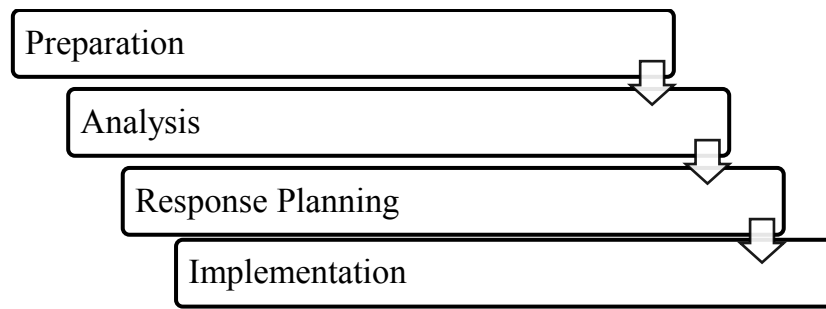 Preparation
Analysis
Response Planning
Implementation